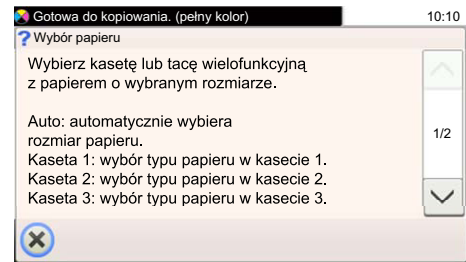 Gotowa do kopiowania. (pełny kolor) 10:10
? Wybór papieru
Wybierz kasetę lub tacę wielofunkcyjną
z papierem o wybranym rozmiarze.
Auto: automatycznie wybiera
rozmiar papieru.
1/2
Kaseta 1: wybór typu papieru w kasecie 1.
Kaseta 2: wybór typu papieru w kasecie 2.
Kaseta 3: wybór typu papieru w kasecie 3.